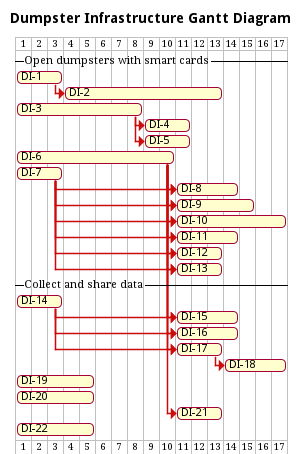 Dumpster Infrastructure Gantt Diagram
1 2 3 4 5 6 7 8 9 10 11 12 13 14 15 16 17
Open dumpsters with smart cards
DI-1
DI-2
DI-3
DI-4
DI-5
DI-6
DI-7
DI-8
DI-9
DI-10
DI-11
DI-12
DI-13
Collect and share data
DI-14
DI-15
DI-16
DI-17
DI-18
DI-19
DI-20
DI-21
DI-22
1 2 3 4 5 6 7 8 9 10 11 12 13 14 15 16 17